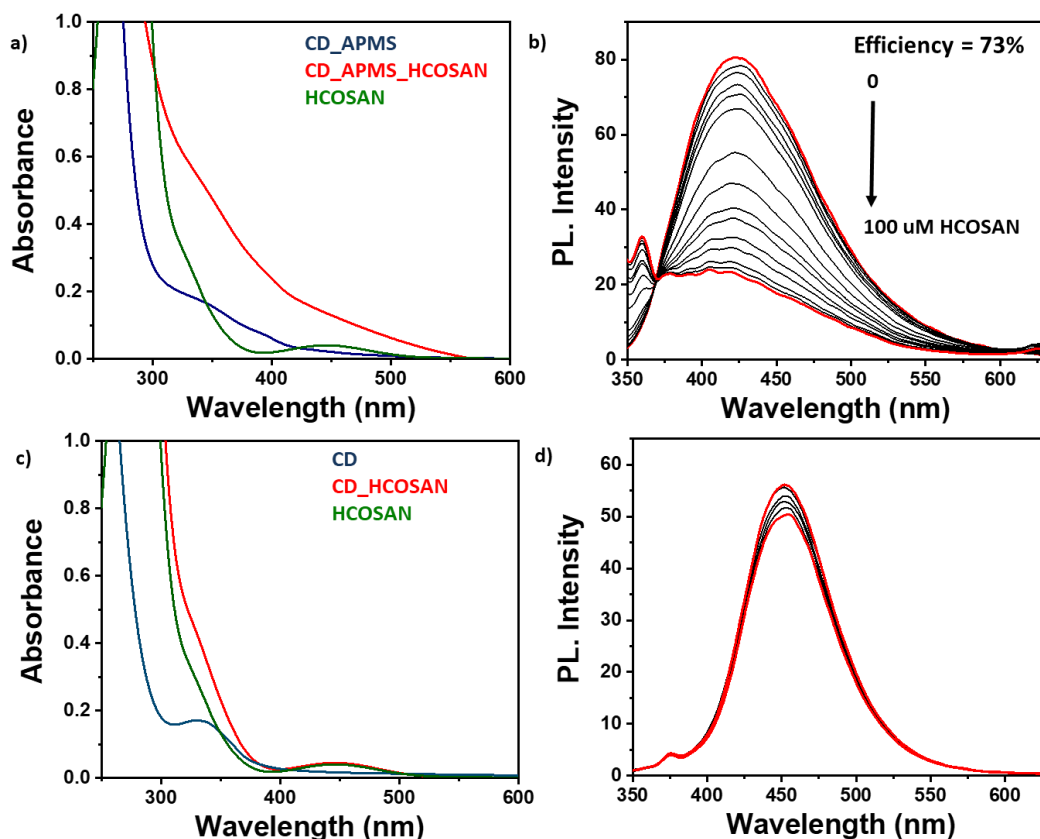 a)
CD_APMS
CD_APMS_HCOSAN
HCOSAN
1.0
0.8
0.6
0.4
0.2
0.0
Absorbance
300 400 500 600
Wavelength (nm)
b)
Efficiency = 73%
0
100 uM HCOSAN
80
60
40
20
0
PL. Intensity
350 400 450 500 550 600
Wavelength (nm)
c)
CD
CD_HCOSAN
HCOSAN
1.0
0.8
0.6
0.4
0.2
0.0
Absorbance
300 400 500 600
Wavelength (nm)
d)
60
50
40
30
20
10
0
PL. Intensity
350 400 450 500 550 600
Wavelength (nm)